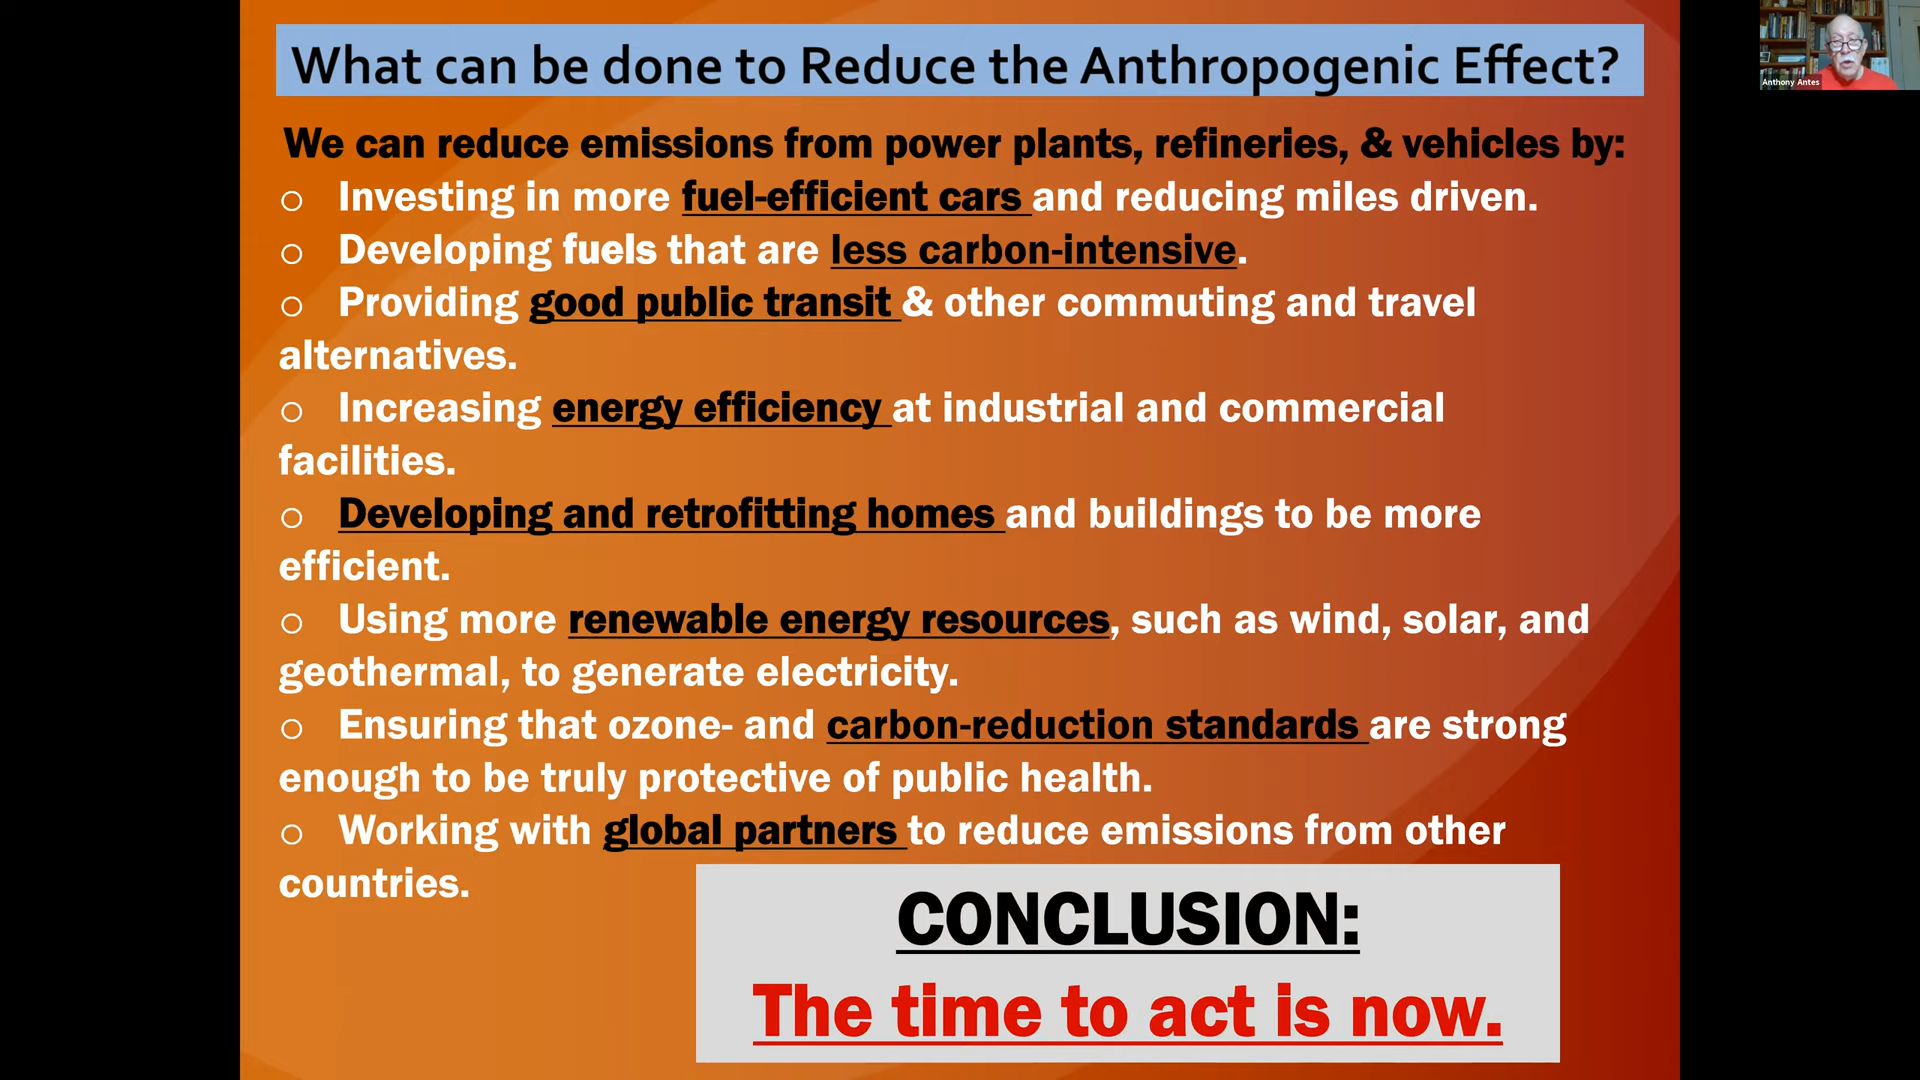 What can be done to Reduce the Anthropogenic Effect?
Anthony Antes
We can reduce emissions from power plants, refineries, & vehicles by:
o Investing in more fuel-efficient cars and reducing miles driven.
o Developing fuels that are less carbon-intensive.
o Providing good public transit & other commuting and travel
alternatives.
o Increasing energy efficiency at industrial and commercial
facilities.
o Developing and retrofitting homes and buildings to be more
efficient.
o Using more renewable energy resources, such as wind, solar, and
geothermal, to generate electricity.
o Ensuring that ozone- and carbon-reduction standards are strong
enough to be truly protective of public health.
o Working with global partners to reduce emissions from other
countries.
CONCLUSION:
The time to act is now.